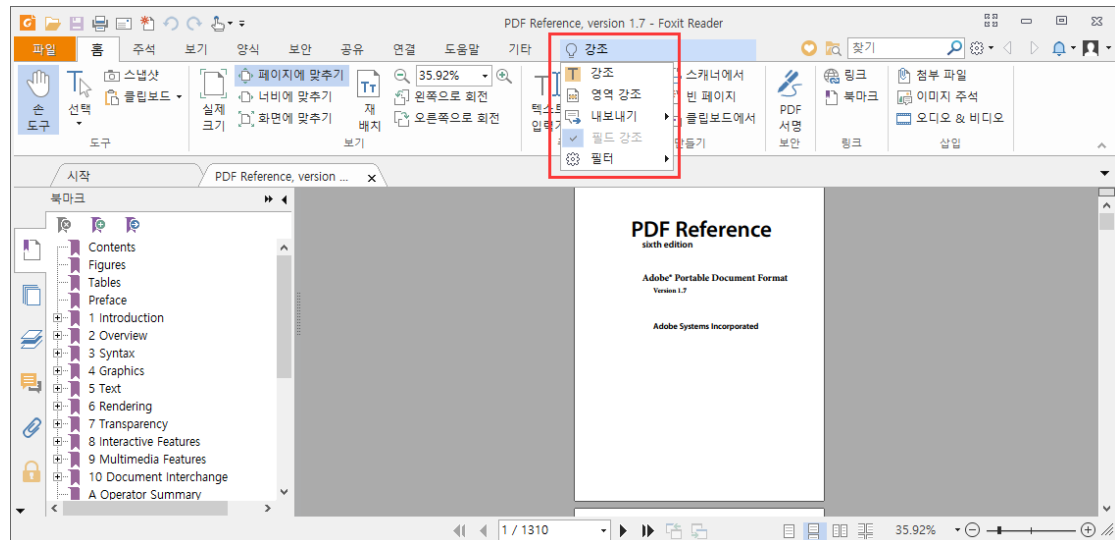 PDF Reference, version 1.7 - Foxit Reader
파일 홈 주석 보기 양식 보안 공유 연결 도움말 기타 강조 찾기
손
도구
선택
스냅샷
클립보드
도구
실제
크기
페이지에 맞추기
너비에 맞추기
화면에 맞추기
재
배치
35.92%
왼쪽으로 회전
오른쪽으로 회전
보기
강조
영역 강조
내보내기
필드 강조
필터
스캐너에서
빈 페이지
클립보드에서
PDF
서명
보안
링크
북마크
링크
첨부 파일
이미지 주석
오디오 & 비디오
삽입
시작 PDF Reference, version ...
북마크
Contents
Figures
Tables
Preface
1 Introduction
2 Overview
3 Syntax
4 Graphics
5 Text
6 Rendering
7 Transparency
8 Interactive Features
9 Multimedia Features
10 Document Interchange
A Operator Summary
PDF Reference
sixth edition
Adobe® Portable Document Format
Version 1.7
Adobe Systems Incorporated
1 / 1310
35.92%